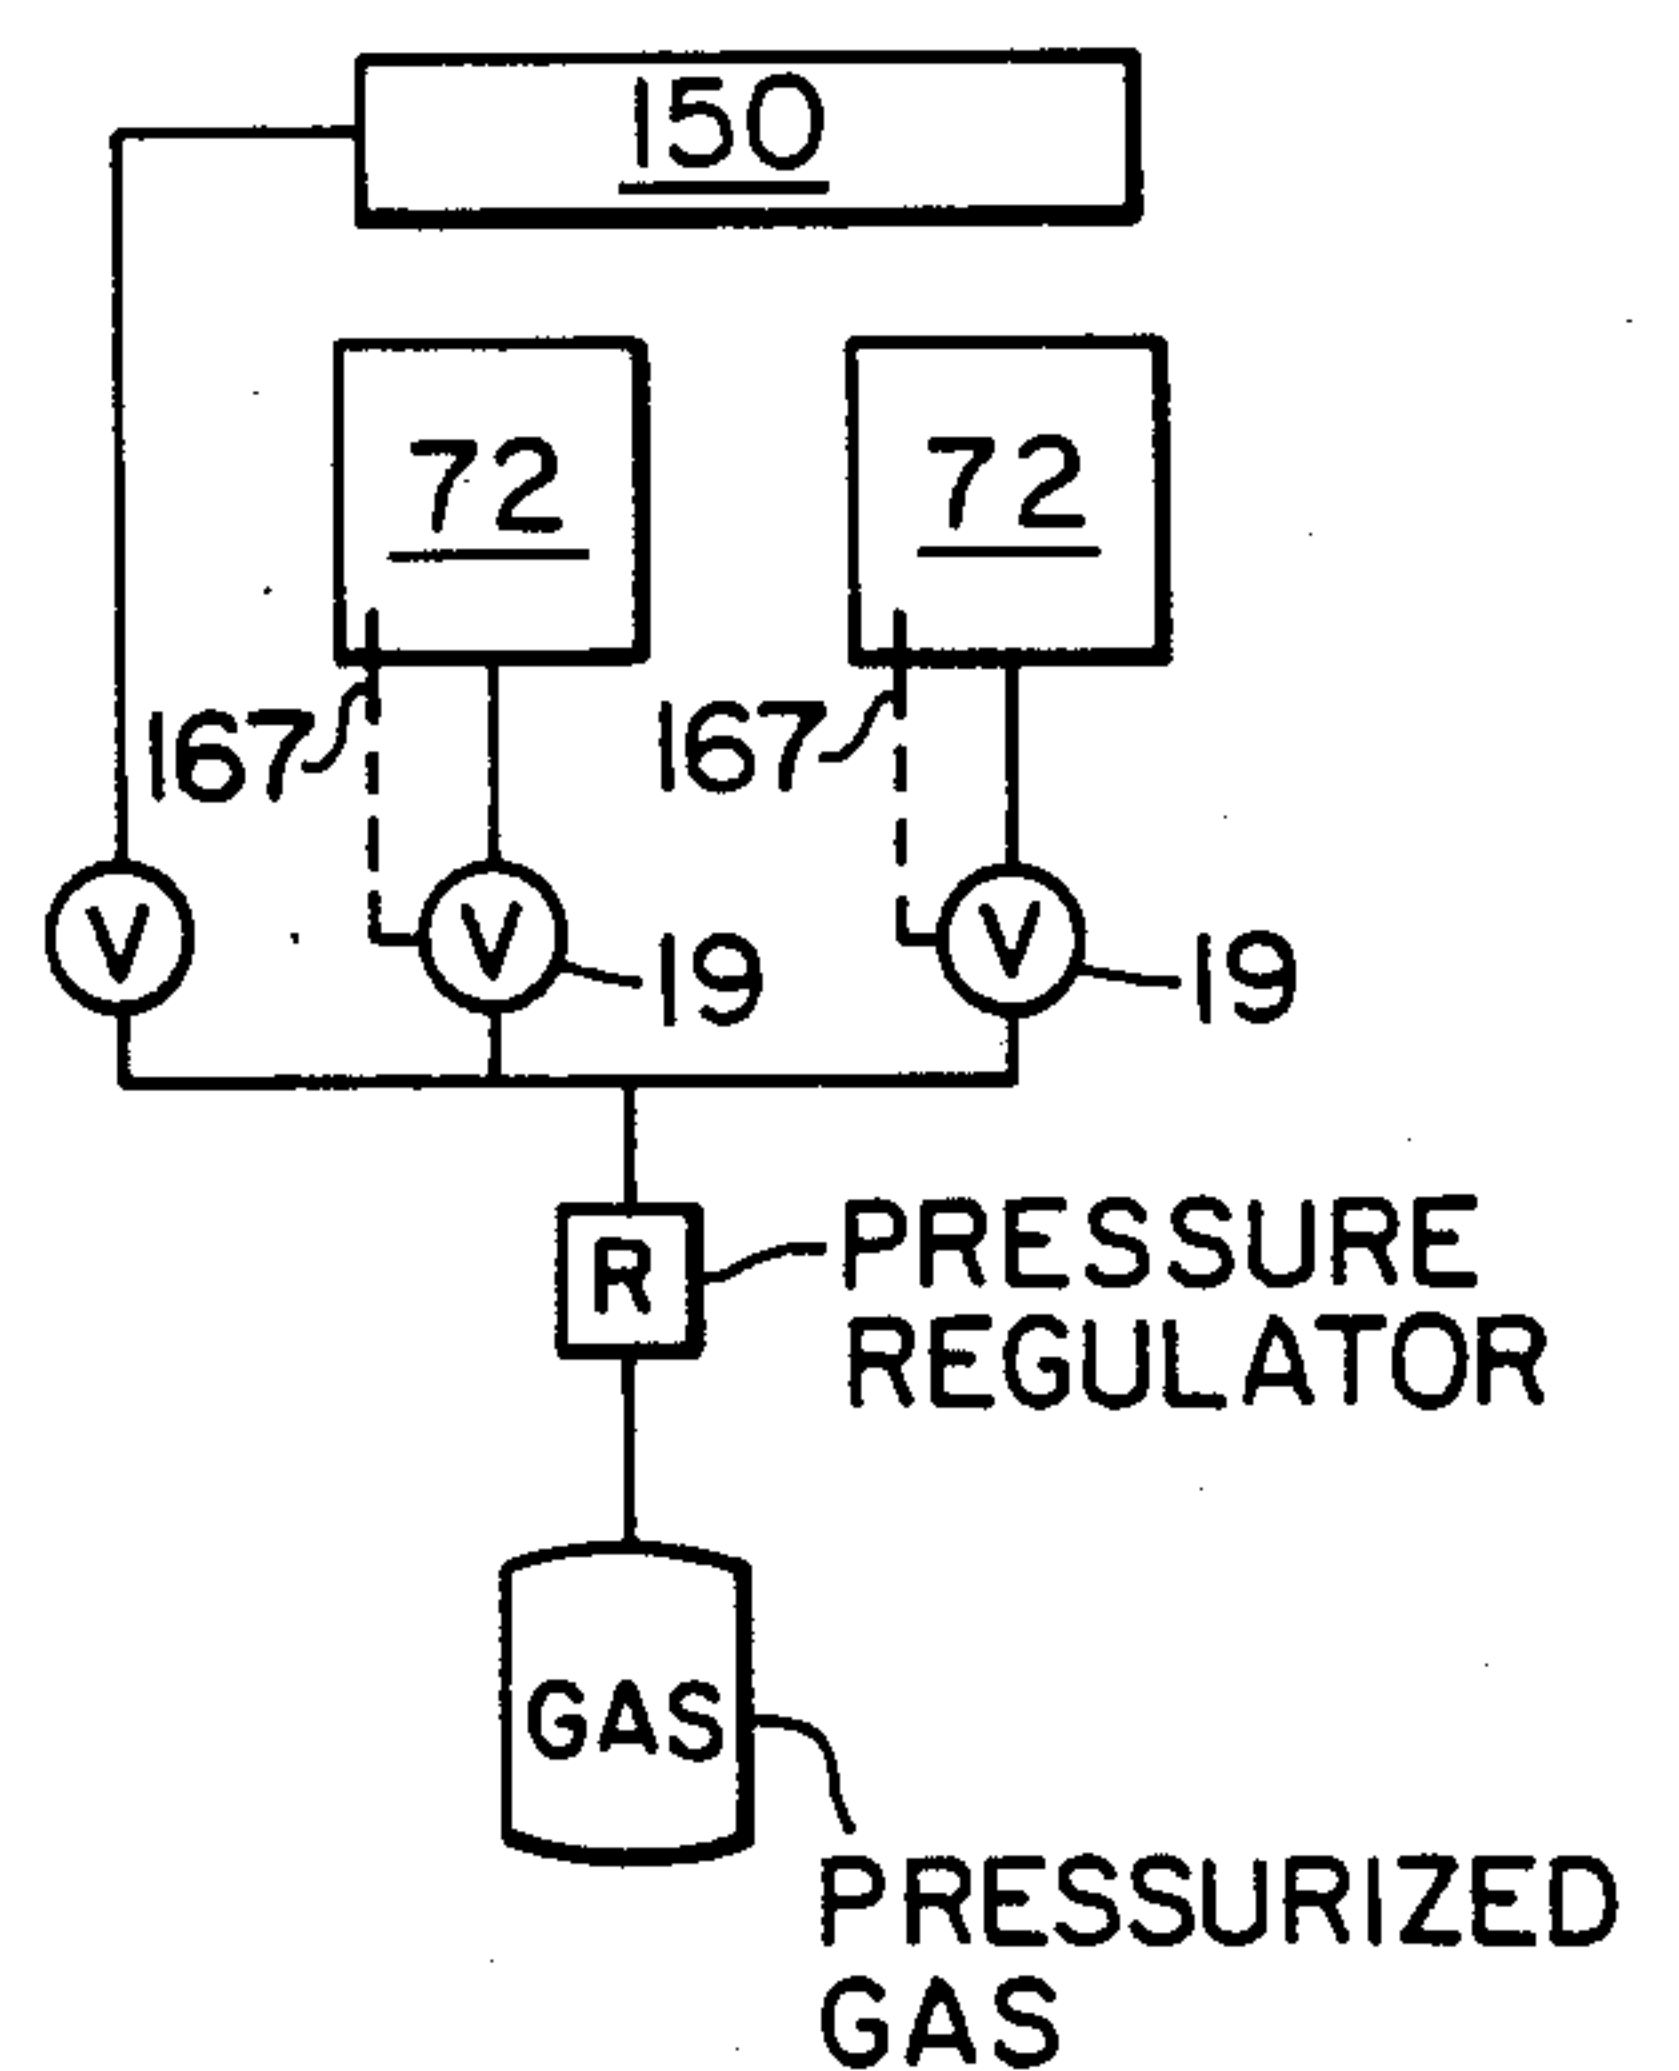 150
72 72
167 167
V V V
19 19
R PRESSURE
REGULATOR
GAS
PRESSURIZED
GAS